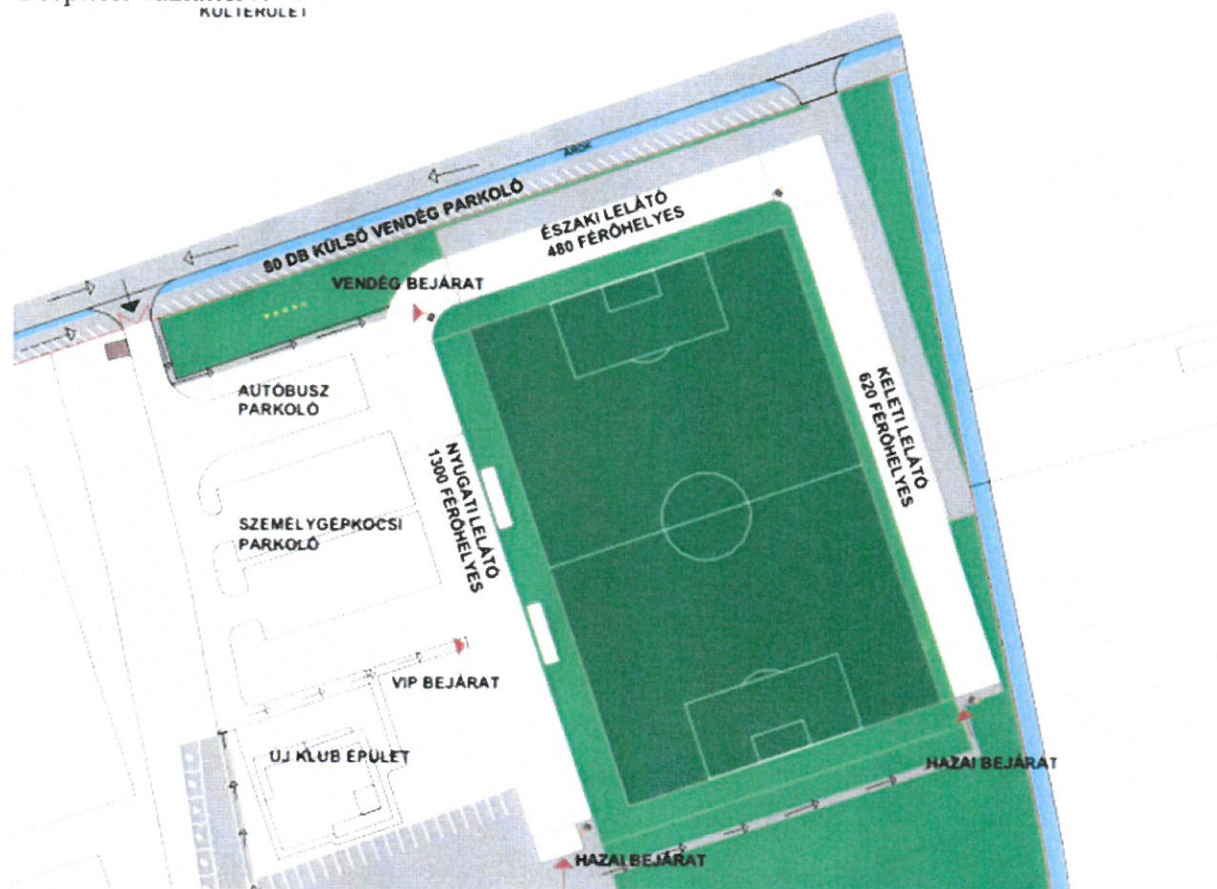 KÜLTERÜLET
ÁROK
80 DB KÜLSŐ VENDÉG PARKOLÓ
ÉSZAKI LELÁTÓ
480 FÉRŐHELYES
VENDÉG BEJÁRAT
AUTÓBUSZ
PARKOLÓ
KELETI LELÁTÓ
620 FÉRŐHELYES
NYUGATI LELÁTÓ
1300 FÉRŐHELYES
SZEMÉLYGÉPKOCSI
PARKOLÓ
VIP BEJÁRAT
ÚJ KLUB ÉPÜLET
HAZAI BEJÁRAT
HAZAI BEJÁRAT